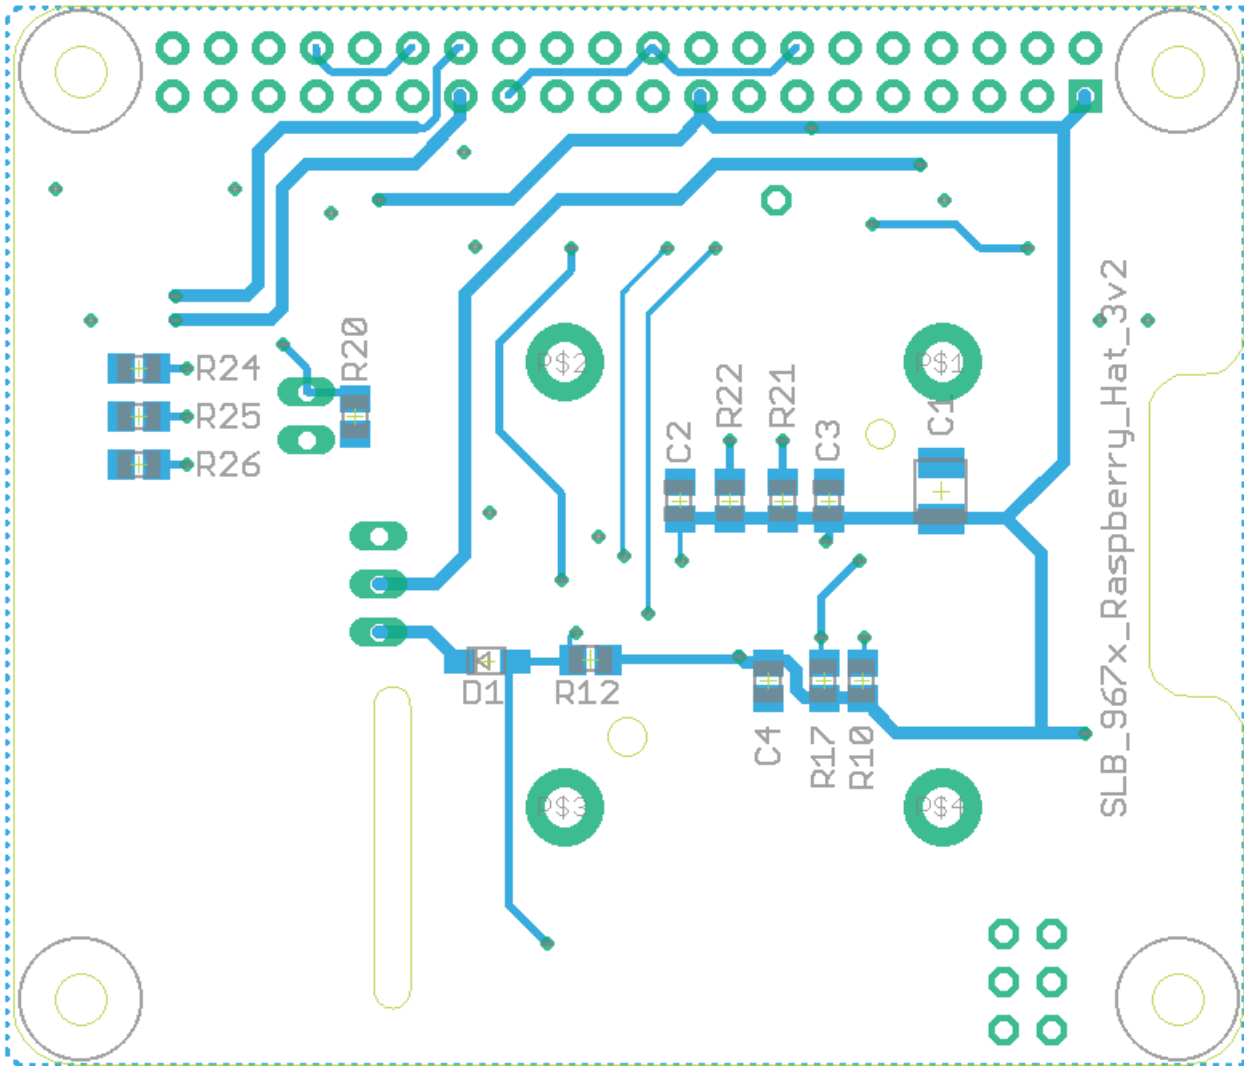 R20
R24
R25
R26
P$2
P$1
R22
R21
C1
C2
C3
SLB_967x_Raspberry_Hat_3v2
D1
R12
C4
R17
R10
P$3
P$4